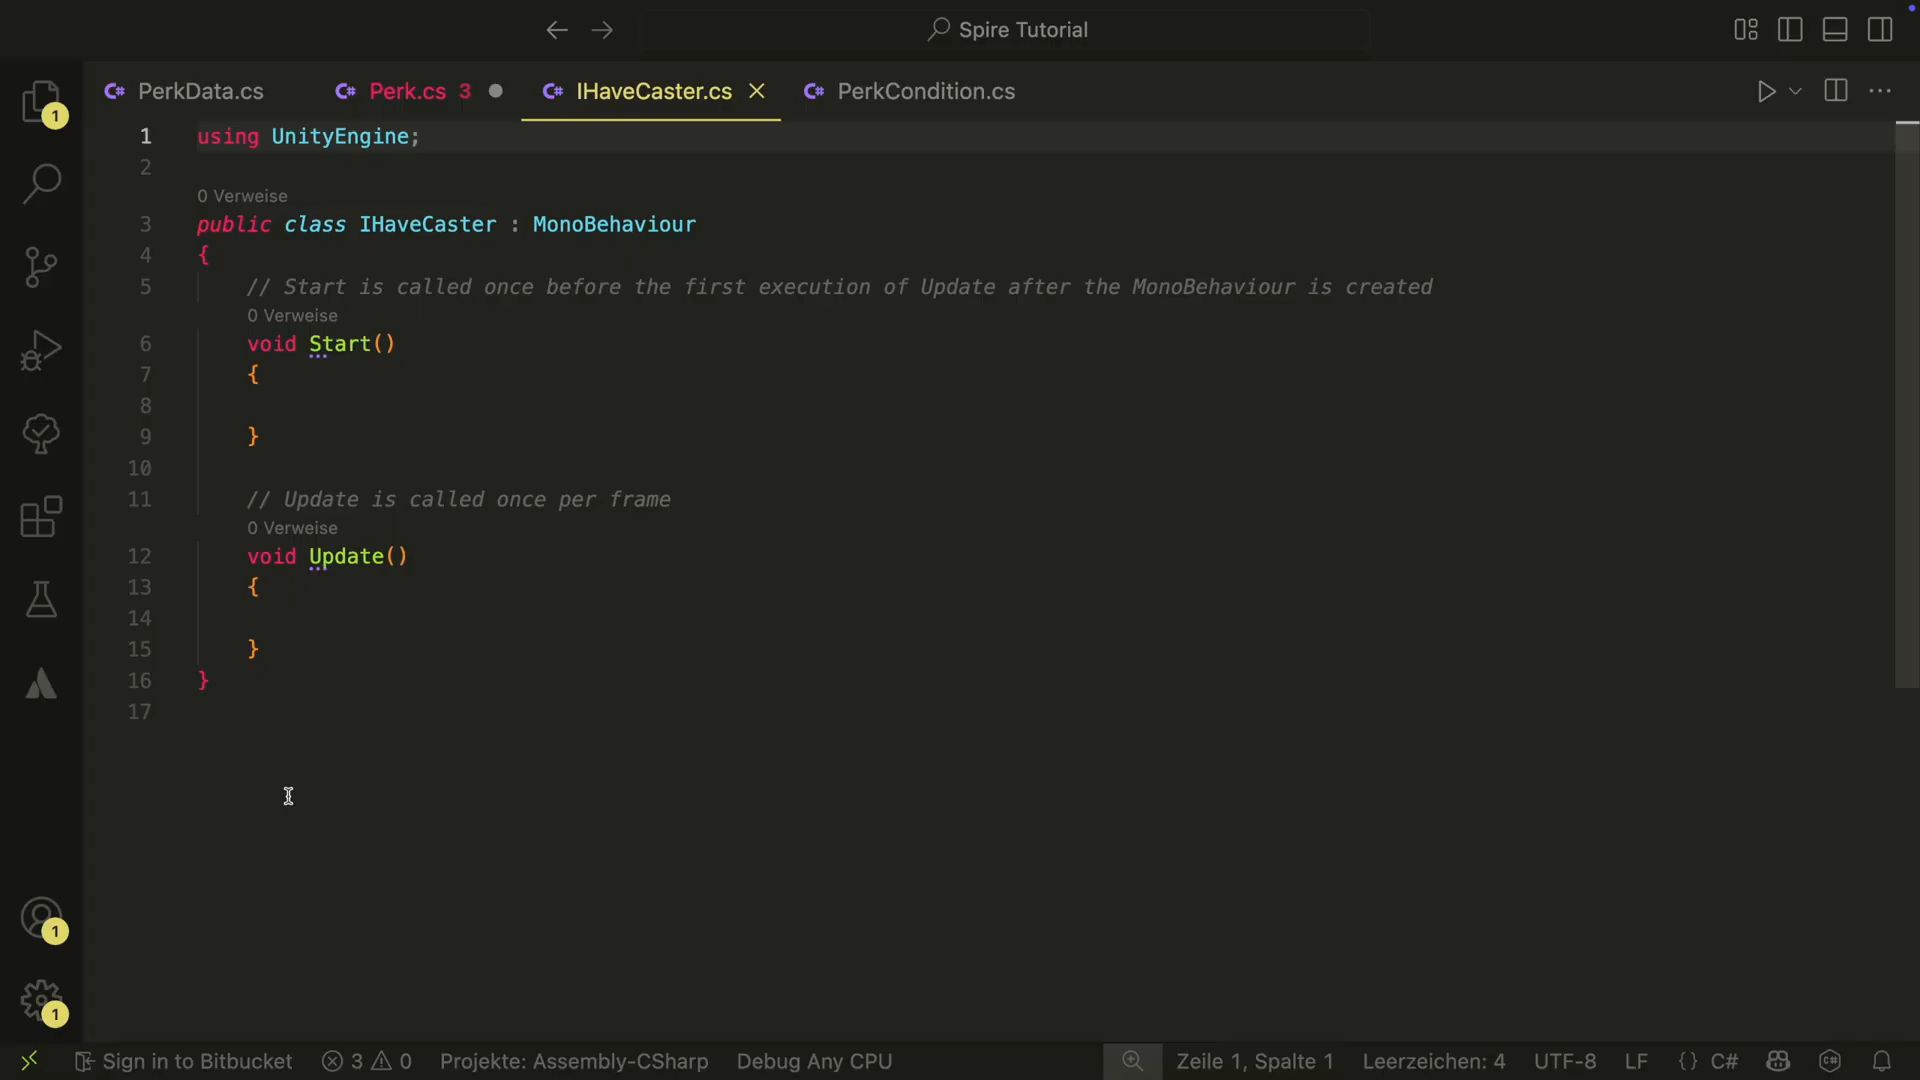 Spire Tutorial
PerkData.cs
Perk.cs 3
IHaveCaster.cs
PerkCondition.cs
1 using UnityEngine;
2
0 Verweise
3 public class IHaveCaster : MonoBehaviour
4 {
5 // Start is called once before the first execution of Update after the MonoBehaviour is created
0 Verweise
6 void Start()
7 {
8
9 }
10
11 // Update is called once per frame
0 Verweise
12 void Update()
13 {
14
15 }
16 }
17
1
1
1
Sign in to Bitbucket
3
0
Projekte: Assembly-CSharp
Debug Any CPU
Zeile 1, Spalte 1
Leerzeichen: 4
UTF-8
LF
{} C#